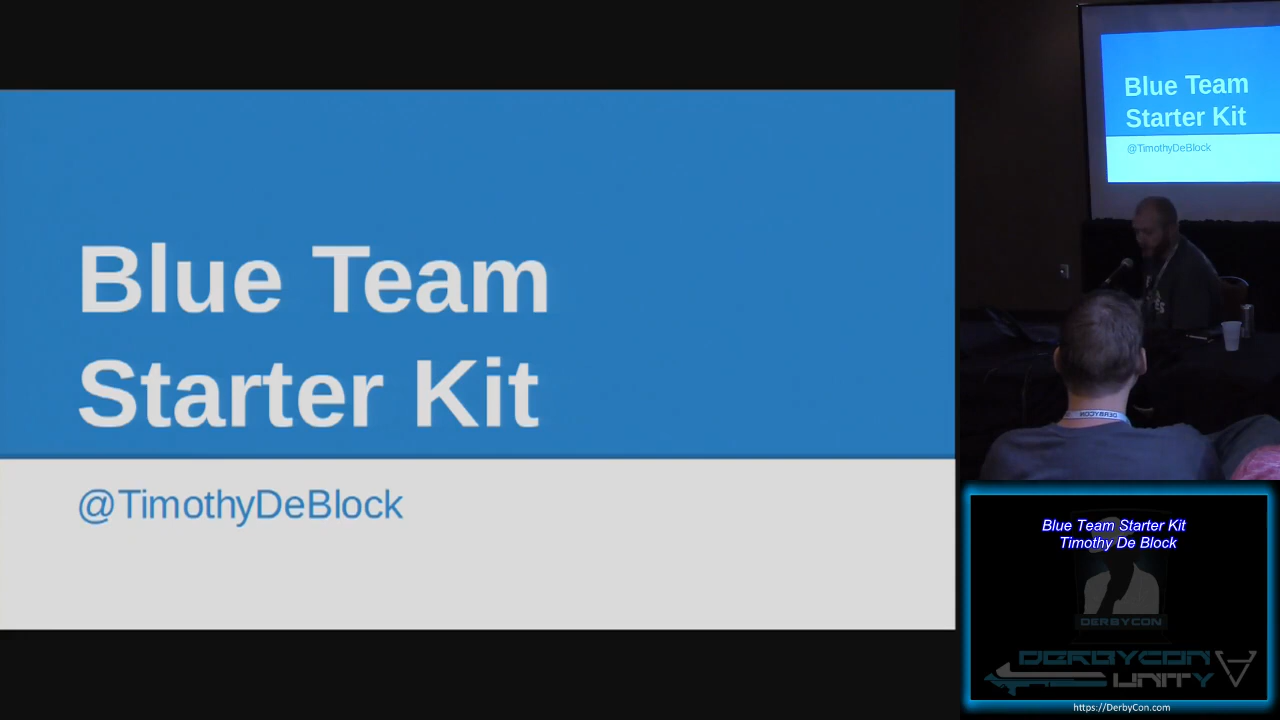 Blue Team
Starter Kit
@TimothyDeBlock
Blue Team
Starter Kit
@TimothyDeBlock
DERBYCON
Blue Team Starter Kit
Timothy De Block
DERBYCON
DERBYCON
UNITY
https://DerbyCon.com